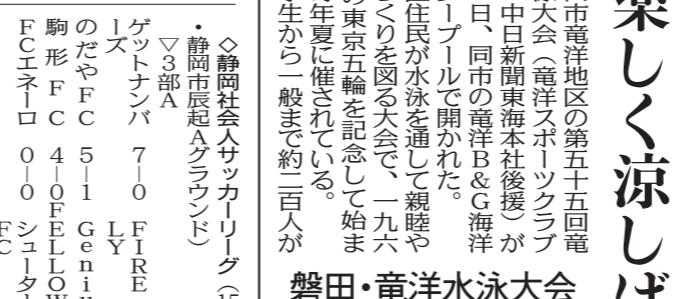 楽しく涼しげ
市竜洋地区の第五十五回竜
大会（竜洋スポーツクラブ
中日新聞東海本社後援）が
日、同市の竜洋B&G海洋
プールで開かれた。
住民が水泳を通して親睦や
くりを図る大会で、一九六
の東京五輪を記念して始ま
年夏に催されている。
生から一般まで約二百人が
磐田・竜洋水泳大会
◇静岡社会人サッカーリーグ（15
・静岡市辰起Aグラウンド）
▽3部A
ゲットナンバ 7―0 FIRE
ーズ LY
のだやFC 5―1 Geniu
駒形FC 4―0 FELLOW
FCエネーロ 0―0 シュータ
FC